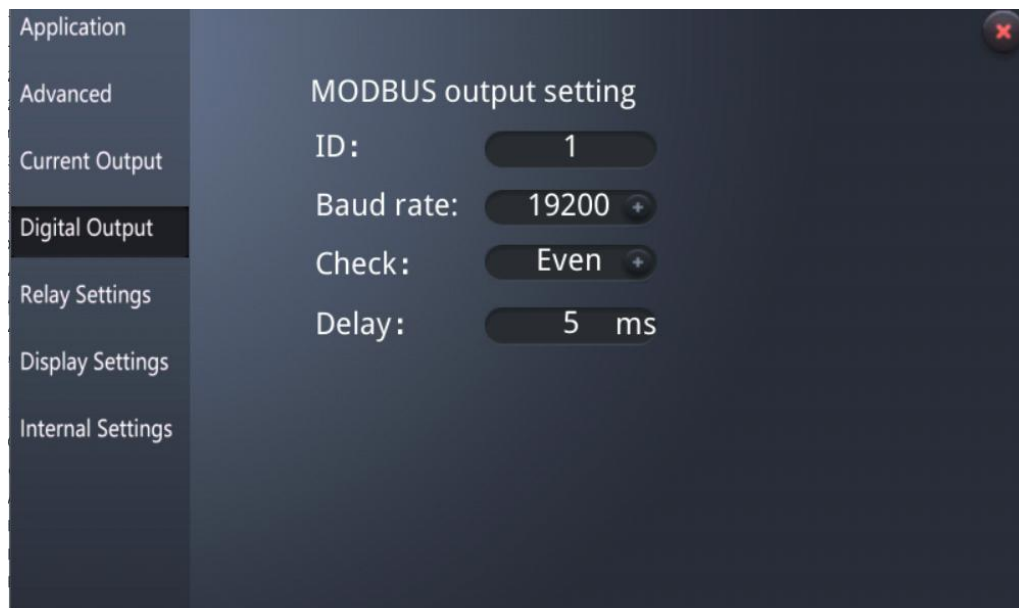 Application
Advanced
Current Output
Digital Output
Relay Settings
Display Settings
Internal Settings
MODBUS output setting
ID: 1
Baud rate: 19200 +
Check: Even +
Delay: 5 ms